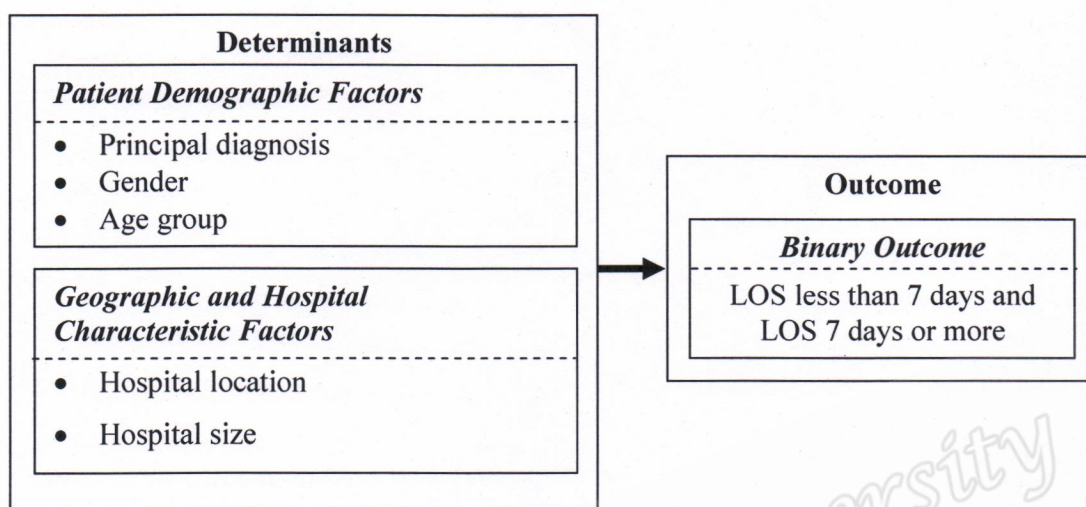 Determinants
Patient Demographic Factors
• Principal diagnosis
• Gender
• Age group
Geographic and Hospital
Characteristic Factors
• Hospital location
• Hospital size
Outcome
Binary Outcome
LOS less than 7 days and
LOS 7 days or more